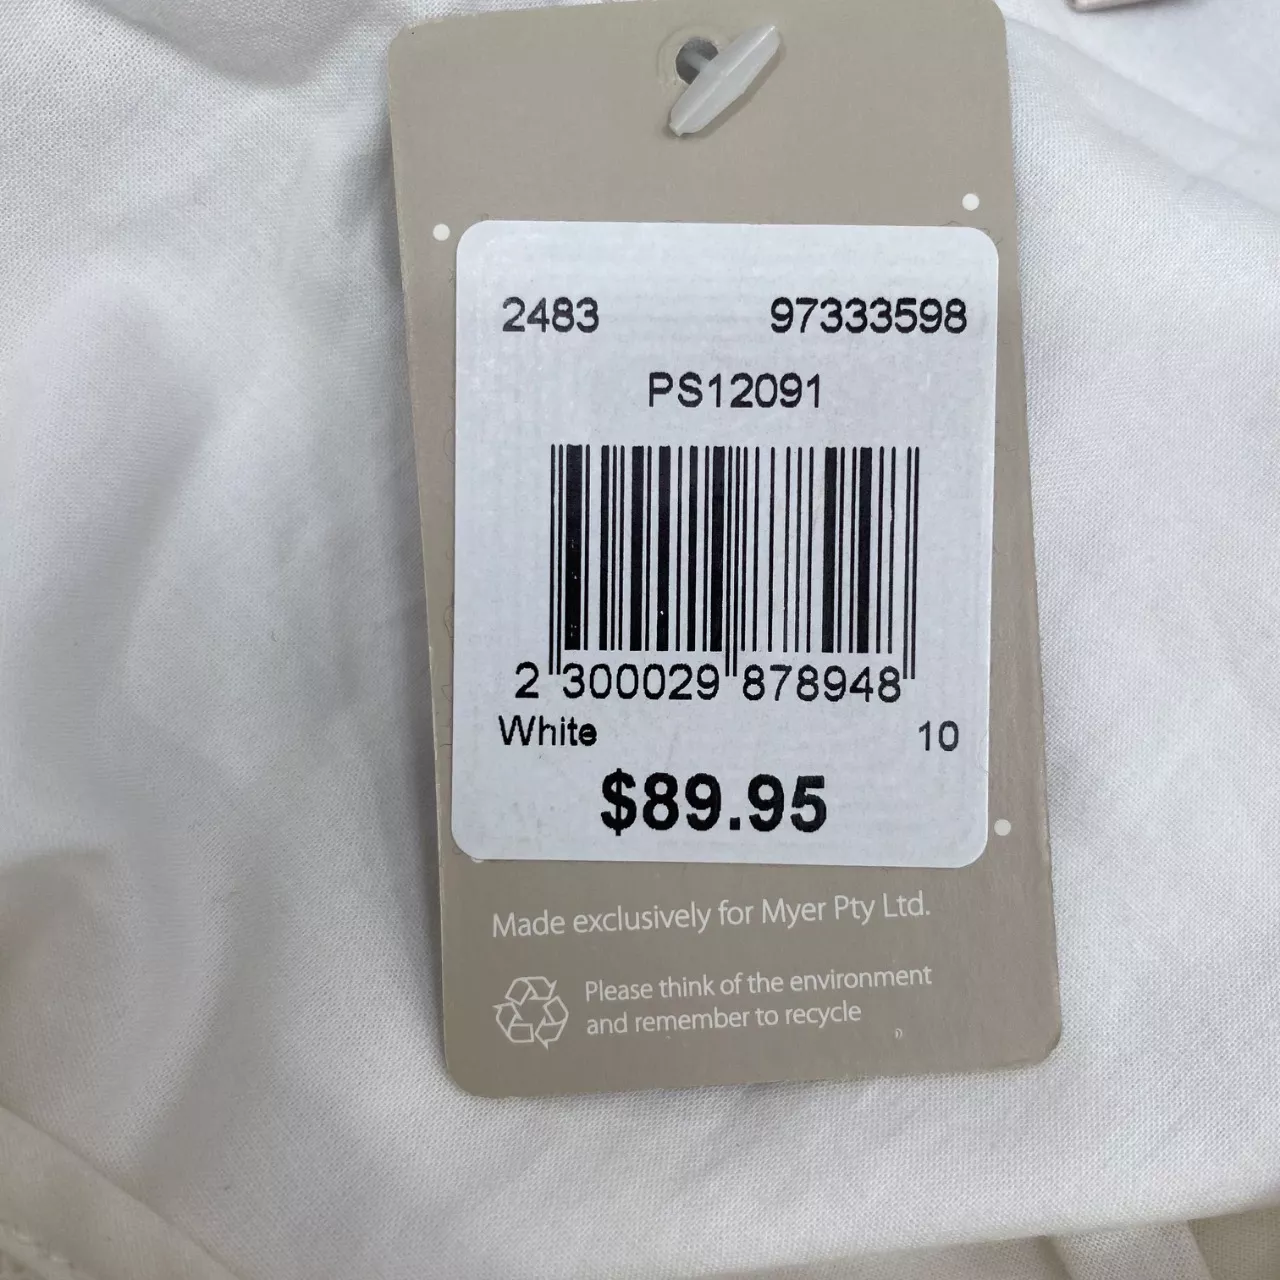 2483 97333598
PS12091
2 300029 878948
White 10
$89.95
Made exclusively for Myer Pty Ltd.
Please think of the environment
and remember to recycle